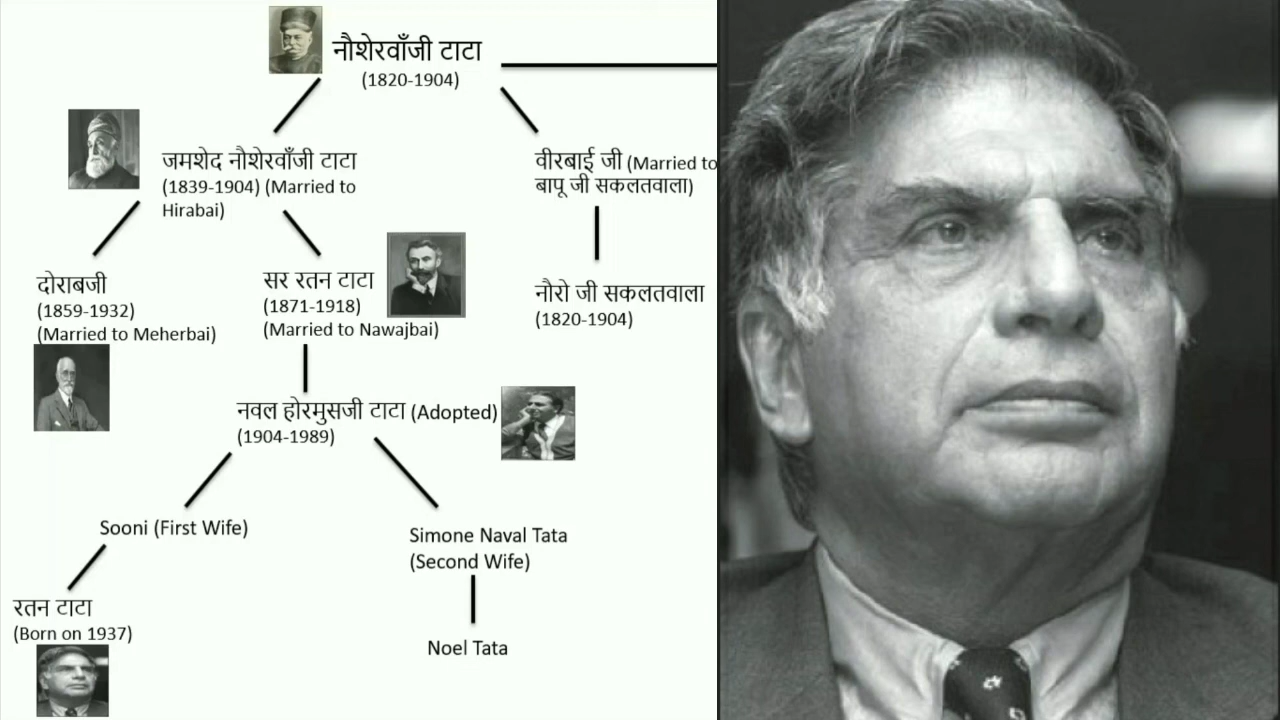 नौशेरवाँजी टाटा
(1820-1904)
जमशेद नौशेरवाँजी टाटा
(1839-1904) (Married to
Hirabai)
वीरबाई जी (Married to
बापू जी सकलतवाला)
दोराबजी
(1859-1932)
(Married to Meherbai)
सर रतन टाटा
(1871-1918)
(Married to Nawajbai)
नौरो जी सकलतवाला
(1820-1904)
नवल होरमुसजी टाटा (Adopted)
(1904-1989)
Sooni (First Wife)
Simone Naval Tata
(Second Wife)
रतन टाटा
(Born on 1937)
Noel Tata